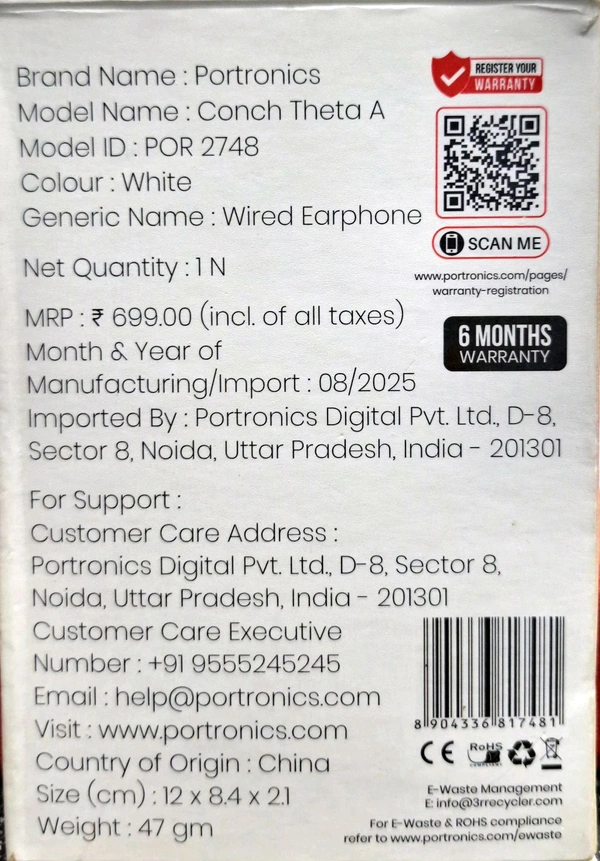 Brand Name : Portronics
Model Name : Conch Theta A
Model ID : POR 2748
Colour : White
Generic Name : Wired Earphone
Net Quantity : 1 N
MRP : ₹ 699.00 (incl. of all taxes)
Month & Year of
Manufacturing/Import : 08/2025
Imported By : Portronics Digital Pvt. Ltd., D-8,
Sector 8, Noida, Uttar Pradesh, India - 201301
REGISTER YOUR
WARRANTY
SCAN ME
www.portronics.com/pages/
warranty-registration
6 MONTHS
WARRANTY
For Support :
Customer Care Address :
Portronics Digital Pvt. Ltd., D-8, Sector 8,
Noida, Uttar Pradesh, India - 201301
Customer Care Executive
Number : +91 9555245245
Email : help@portronics.com
Visit : www.portronics.com
Country of Origin : China
Size (cm) : 12 x 8.4 x 2.1
Weight : 47 gm
8 904336 817481
CE
RoHS
E-Waste Management
E: info@3rrecycler.com
For E-Waste & ROHS compliance
refer to www.portronics.com/ewaste